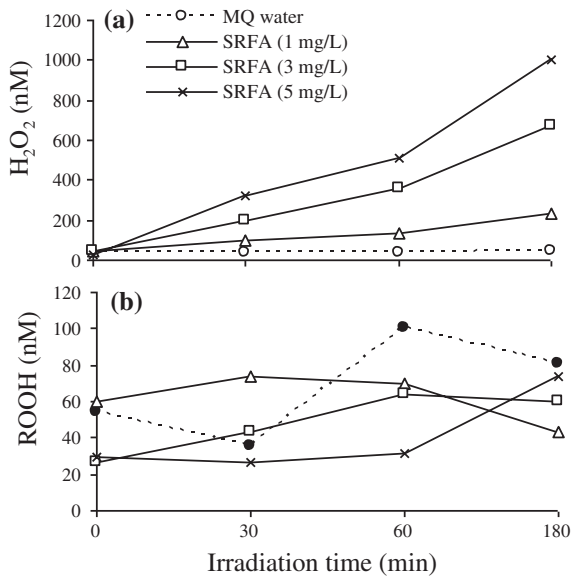 (a)
MQ water
SRFA (1 mg/L)
SRFA (3 mg/L)
SRFA (5 mg/L)
H₂O₂ (nM)
1200
1000
800
600
400
200
0
(b)
ROOH (nM)
120
100
80
60
40
20
0
0 30 60 180
Irradiation time (min)